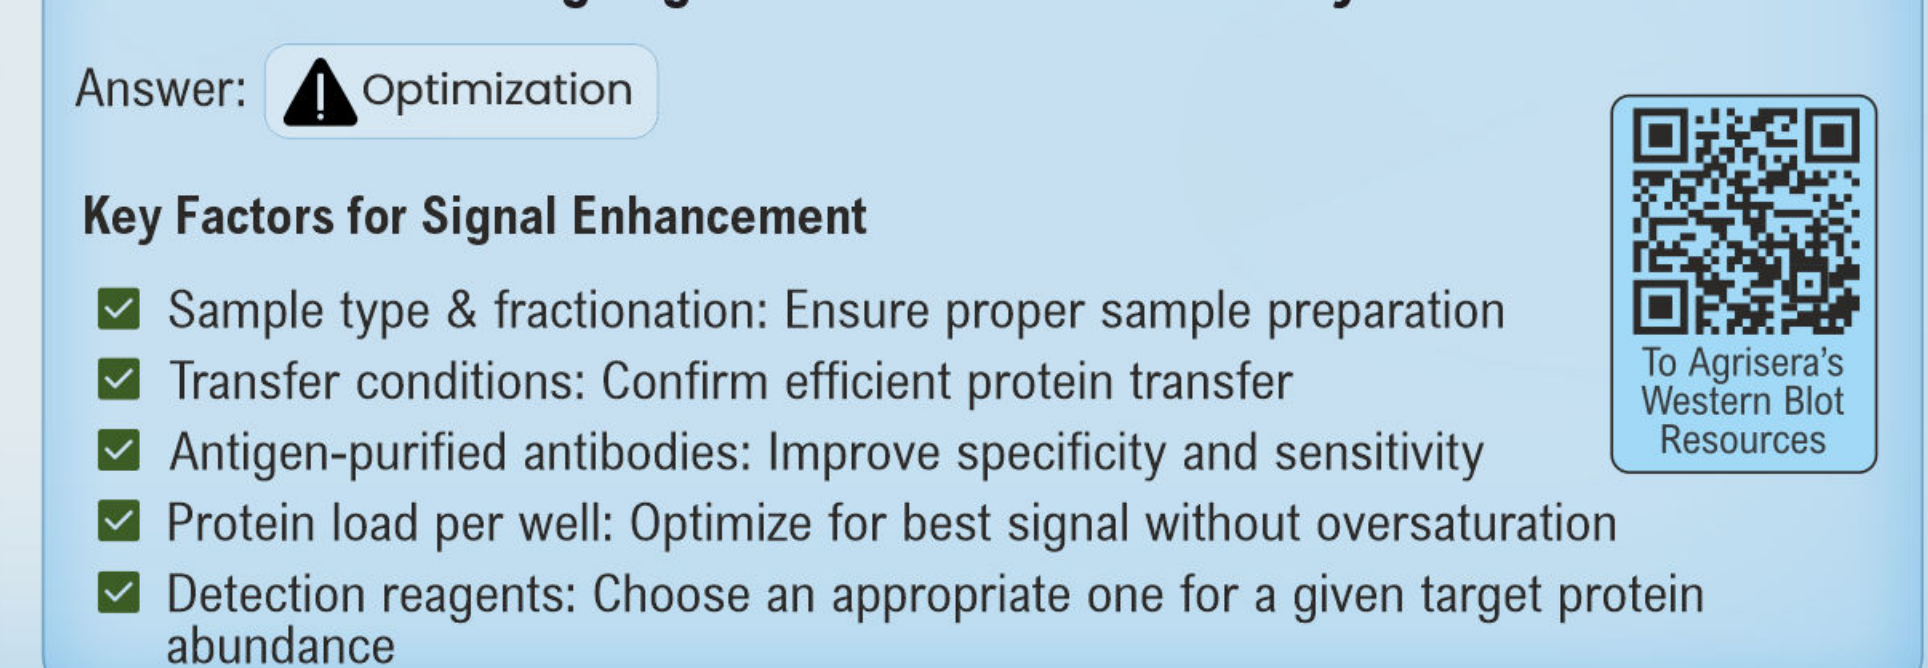 Answer: Optimization
Key Factors for Signal Enhancement
Sample type & fractionation: Ensure proper sample preparation
Transfer conditions: Confirm efficient protein transfer
Antigen-purified antibodies: Improve specificity and sensitivity
Protein load per well: Optimize for best signal without oversaturation
Detection reagents: Choose an appropriate one for a given target protein
abundance
To Agrisera’s
Western Blot
Resources